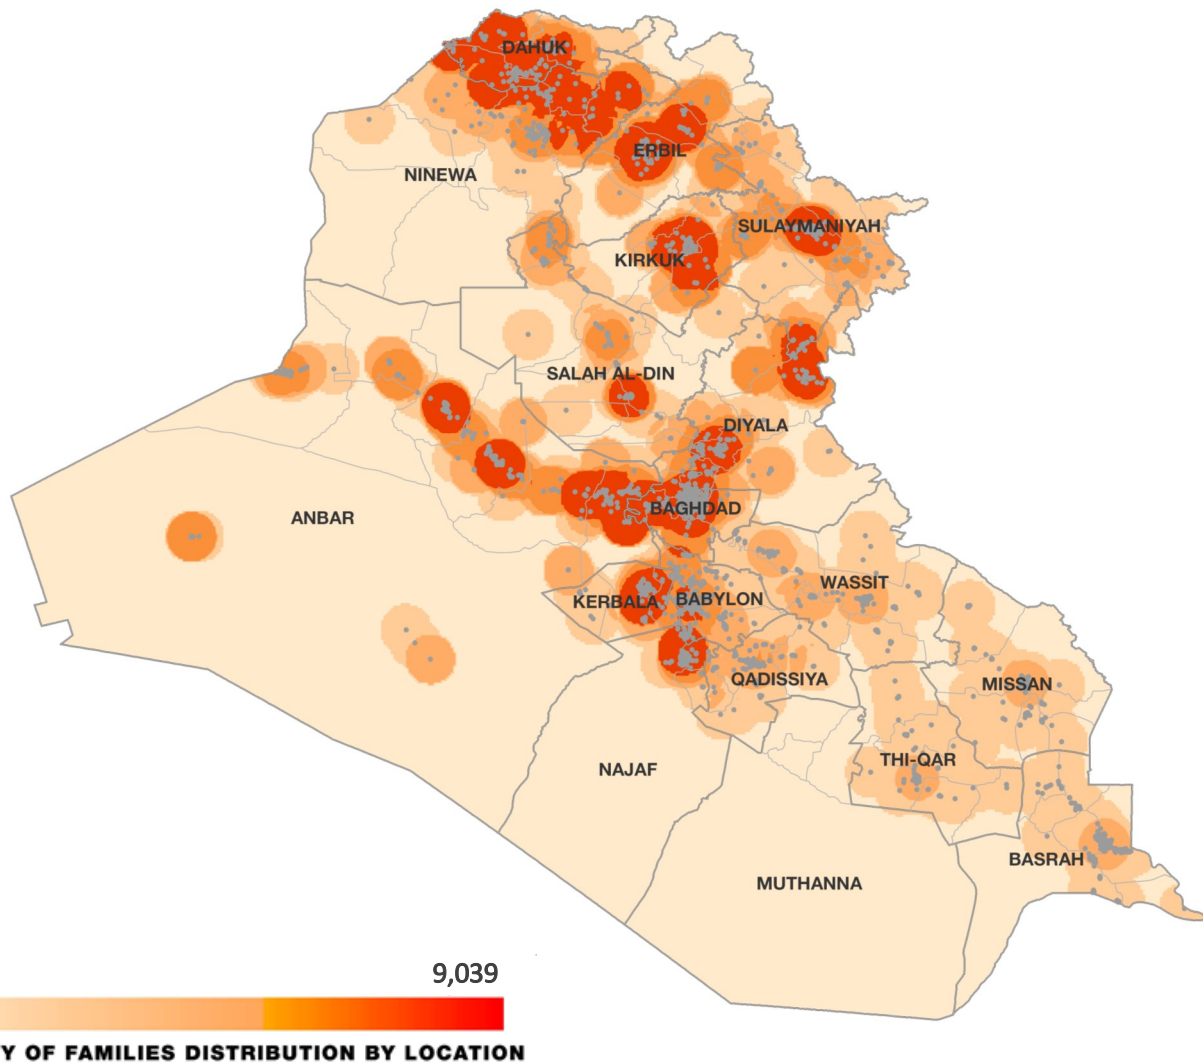 DAHUK
ERBIL
NINEWA
SULAYMANIYAH
KIRKUK
SALAH AL-DIN
DIYALA
BAGHDAD
ANBAR
WASSIT
KERBALA
BABYLON
QADISSIYA
MISSAN
THI-QAR
NAJAF
BASRAH
MUTHANNA
9,039
Y OF FAMILIES DISTRIBUTION BY LOCATION